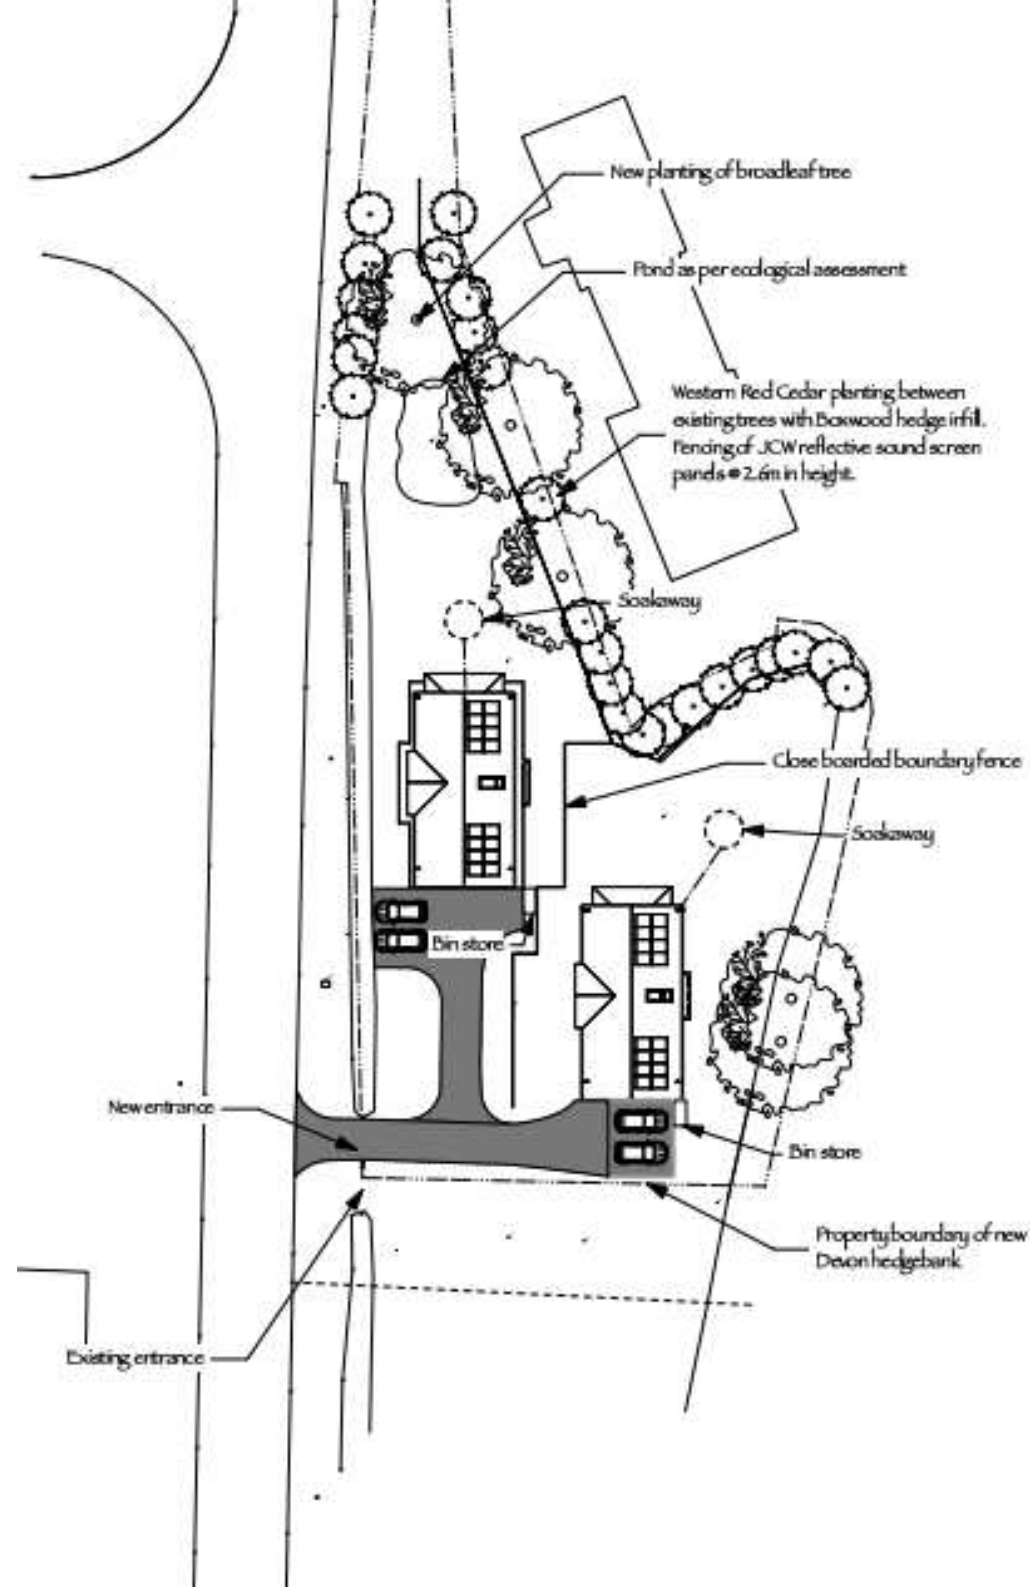 New planting of broadleaf tree
Pond as per ecological assessment
Western Red Cedar planting between
existing trees with Boxwood hedge infill.
Fencing of JCW reflective sound screen
panels @ 2.6m in height.
Soakaway
Close boarded boundary fence
Soakaway
Bin store
New entrance
Bin store
Property boundary of new
Devon hedgebank
Existing entrance